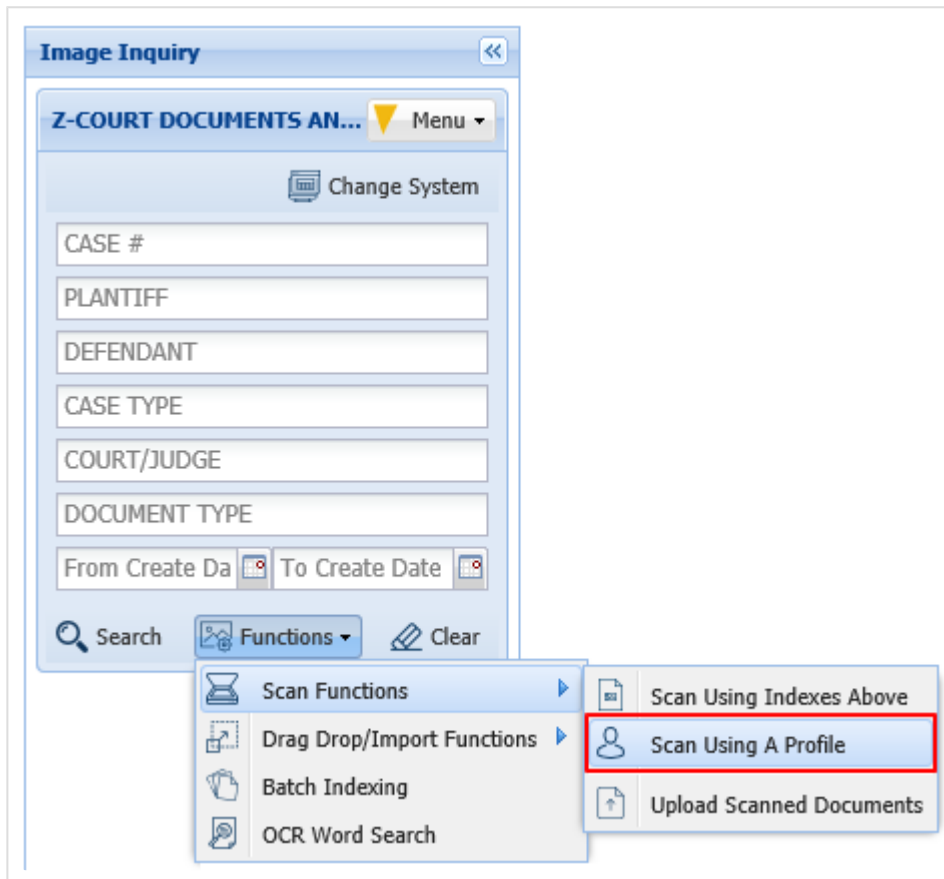 Image Inquiry
Z-COURT DOCUMENTS AN... Menu
Change System
CASE #
PLANTIFF
DEFENDANT
CASE TYPE
COURT/JUDGE
DOCUMENT TYPE
From Create Da To Create Date
Search Functions Clear
Scan Functions
Drag Drop/Import Functions
Batch Indexing
OCR Word Search
Scan Using Indexes Above
Scan Using A Profile
Upload Scanned Documents